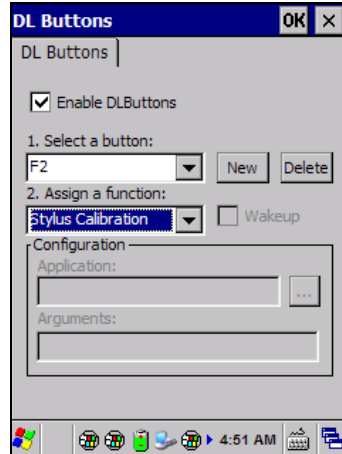 DL Buttons OK ×
DL Buttons
Enable DLButtons
1. Select a button:
F2 New Delete
2. Assign a function:
Stylus Calibration Wakeup
Configuration
Application:
...
Arguments:
4:51 AM